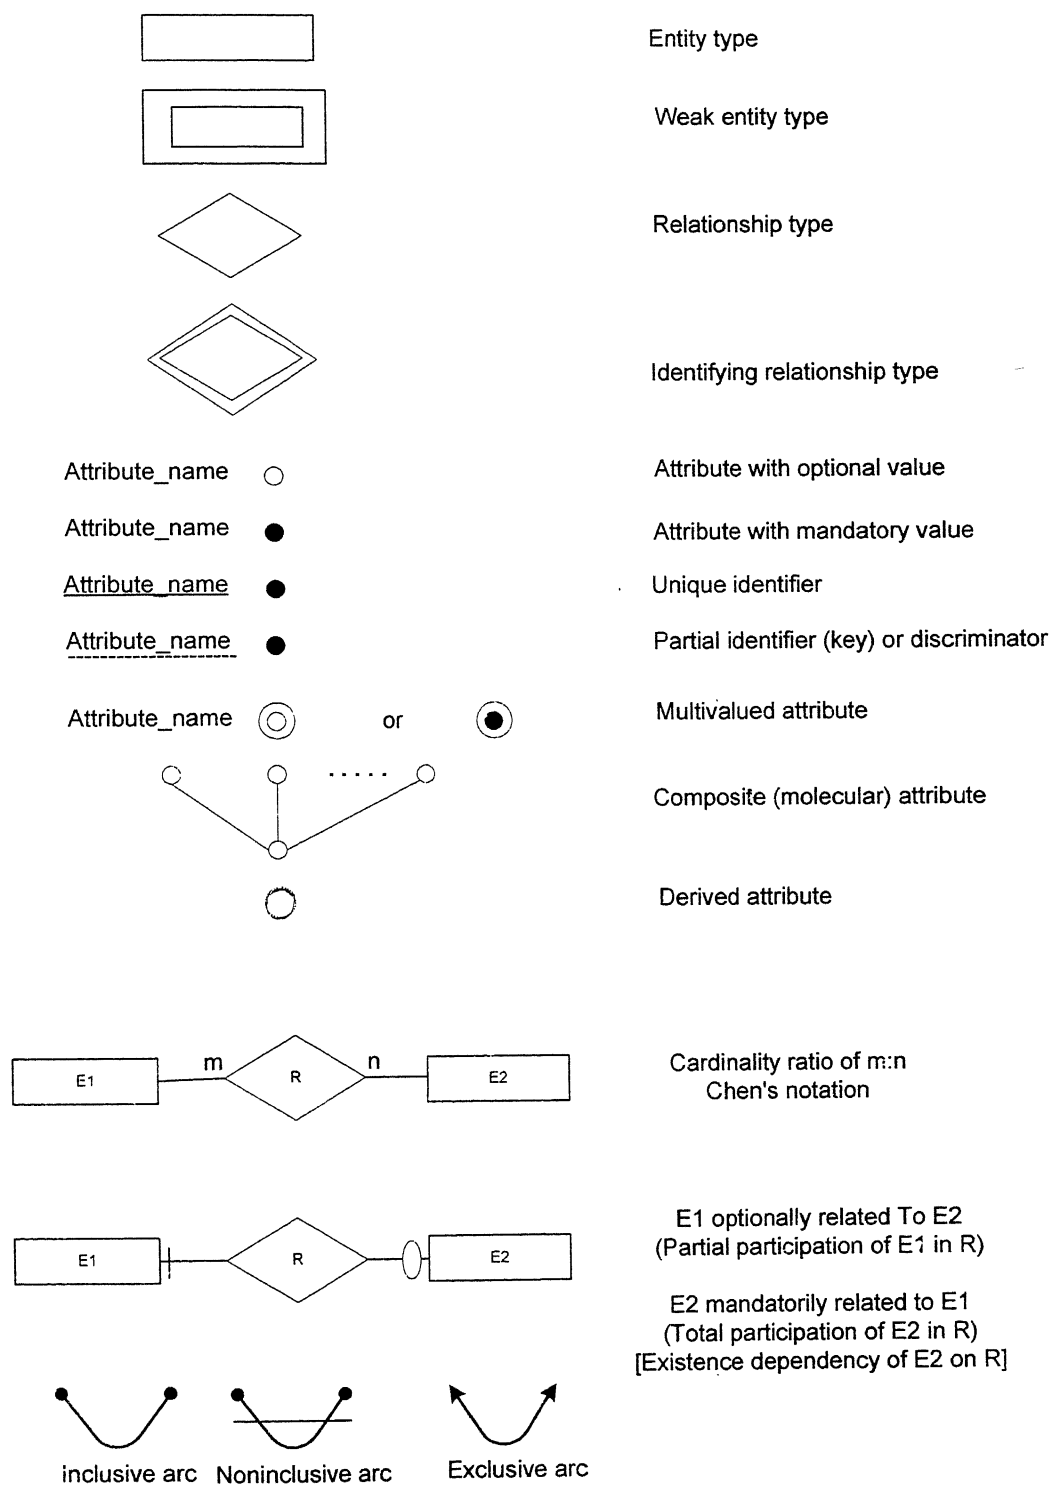 Entity type
Weak entity type
Relationship type
Identifying relationship type
Attribute_name
Attribute with optional value
Attribute_name
Attribute with mandatory value
Attribute_name
Unique identifier
Attribute_name
Partial identifier (key) or discriminator
Attribute_name or
Multivalued attribute
.....
Composite (molecular) attribute
Derived attribute
E1 m R n E2
Cardinality ratio of m:n
Chen's notation
E1 R E2
E1 optionally related To E2
(Partial participation of E1 in R)
E2 mandatorily related to E1
(Total participation of E2 in R)
[Existence dependency of E2 on R]
inclusive arc
Noninclusive arc
Exclusive arc